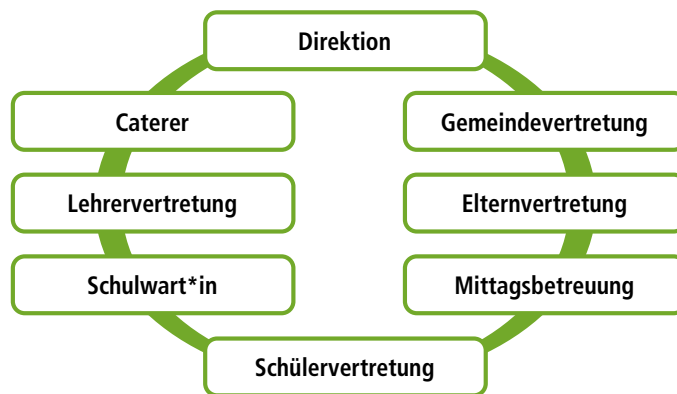 Direktion
Caterer
Gemeindevertretung
Lehrervertretung
Elternvertretung
Schulwart*in
Mittagsbetreuung
Schülervertretung